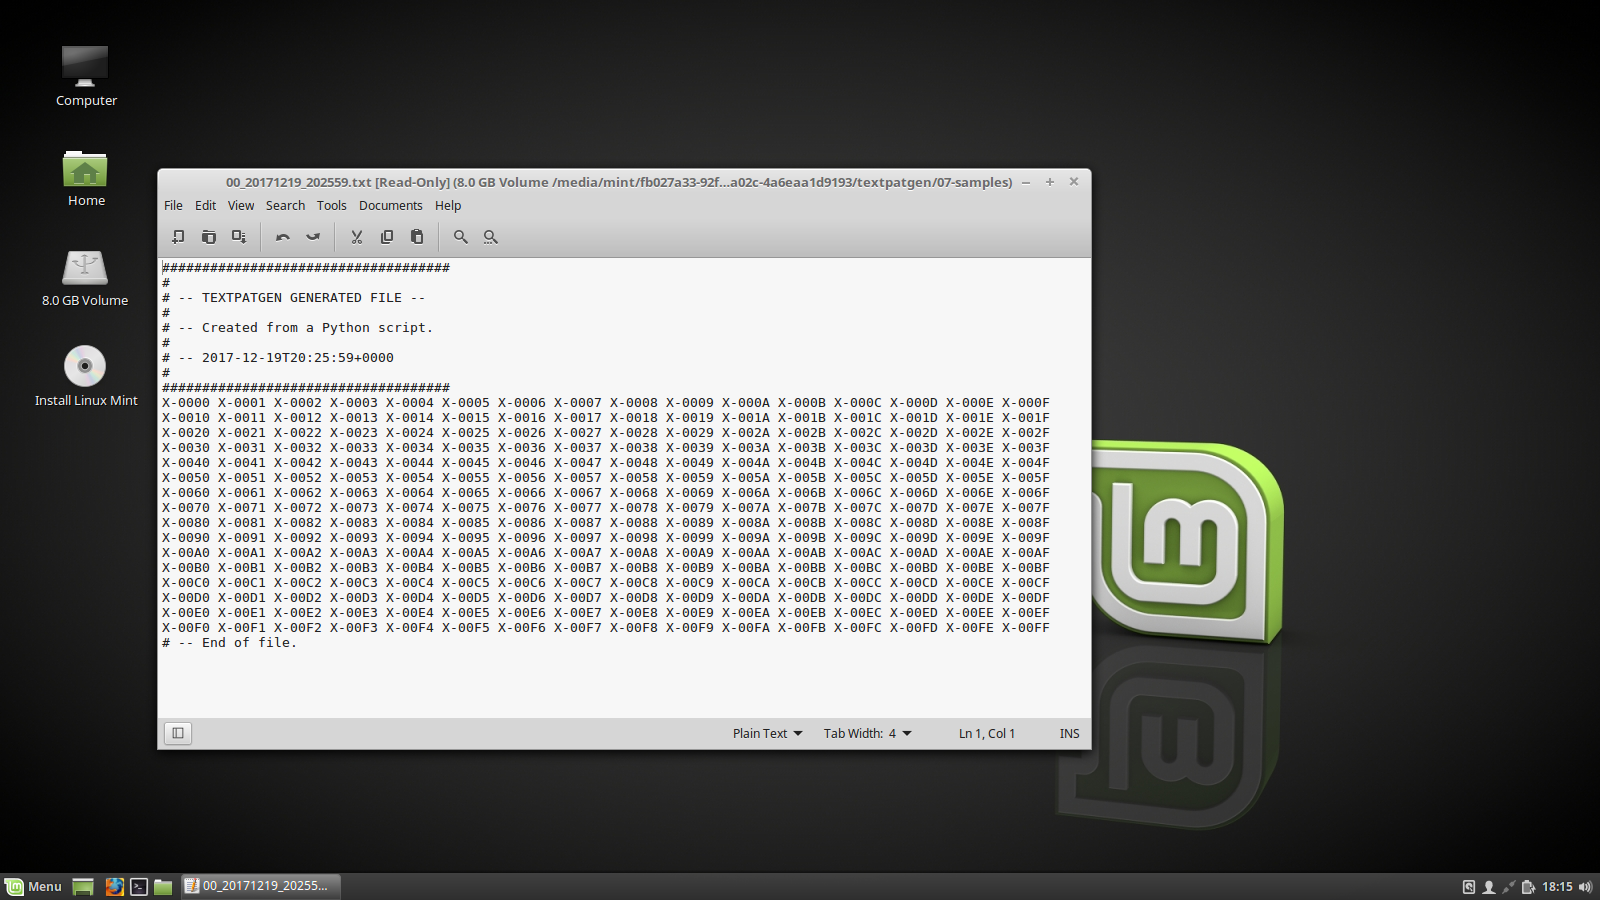 Computer
Home
8.0 GB Volume
Install Linux Mint
00_20171219_202559.txt [Read-Only] (8.0 GB Volume /media/mint/fb027a33-92f...a02c-4a6eaa1d9193/textpatgen/07-samples)
File Edit View Search Tools Documents Help
####################################
#
# -- TEXTPATGEN GENERATED FILE --
#
# -- Created from a Python script.
#
# -- 2017-12-19T20:25:59+0000
#
####################################
X-0000 X-0001 X-0002 X-0003 X-0004 X-0005 X-0006 X-0007 X-0008 X-0009 X-000A X-000B X-000C X-000D X-000E X-000F
X-0010 X-0011 X-0012 X-0013 X-0014 X-0015 X-0016 X-0017 X-0018 X-0019 X-001A X-001B X-001C X-001D X-001E X-001F
X-0020 X-0021 X-0022 X-0023 X-0024 X-0025 X-0026 X-0027 X-0028 X-0029 X-002A X-002B X-002C X-002D X-002E X-002F
X-0030 X-0031 X-0032 X-0033 X-0034 X-0035 X-0036 X-0037 X-0038 X-0039 X-003A X-003B X-003C X-003D X-003E X-003F
X-0040 X-0041 X-0042 X-0043 X-0044 X-0045 X-0046 X-0047 X-0048 X-0049 X-004A X-004B X-004C X-004D X-004E X-004F
X-0050 X-0051 X-0052 X-0053 X-0054 X-0055 X-0056 X-0057 X-0058 X-0059 X-005A X-005B X-005C X-005D X-005E X-005F
X-0060 X-0061 X-0062 X-0063 X-0064 X-0065 X-0066 X-0067 X-0068 X-0069 X-006A X-006B X-006C X-006D X-006E X-006F
X-0070 X-0071 X-0072 X-0073 X-0074 X-0075 X-0076 X-0077 X-0078 X-0079 X-007A X-007B X-007C X-007D X-007E X-007F
X-0080 X-0081 X-0082 X-0083 X-0084 X-0085 X-0086 X-0087 X-0088 X-0089 X-008A X-008B X-008C X-008D X-008E X-008F
X-0090 X-0091 X-0092 X-0093 X-0094 X-0095 X-0096 X-0097 X-0098 X-0099 X-009A X-009B X-009C X-009D X-009E X-009F
X-00A0 X-00A1 X-00A2 X-00A3 X-00A4 X-00A5 X-00A6 X-00A7 X-00A8 X-00A9 X-00AA X-00AB X-00AC X-00AD X-00AE X-00AF
X-00B0 X-00B1 X-00B2 X-00B3 X-00B4 X-00B5 X-00B6 X-00B7 X-00B8 X-00B9 X-00BA X-00BB X-00BC X-00BD X-00BE X-00BF
X-00C0 X-00C1 X-00C2 X-00C3 X-00C4 X-00C5 X-00C6 X-00C7 X-00C8 X-00C9 X-00CA X-00CB X-00CC X-00CD X-00CE X-00CF
X-00D0 X-00D1 X-00D2 X-00D3 X-00D4 X-00D5 X-00D6 X-00D7 X-00D8 X-00D9 X-00DA X-00DB X-00DC X-00DD X-00DE X-00DF
X-00E0 X-00E1 X-00E2 X-00E3 X-00E4 X-00E5 X-00E6 X-00E7 X-00E8 X-00E9 X-00EA X-00EB X-00EC X-00ED X-00EE X-00EF
X-00F0 X-00F1 X-00F2 X-00F3 X-00F4 X-00F5 X-00F6 X-00F7 X-00F8 X-00F9 X-00FA X-00FB X-00FC X-00FD X-00FE X-00FF
# -- End of file.
Plain Text Tab Width: 4 Ln 1, Col 1 INS
Menu 00_20171219_20255... 18:15